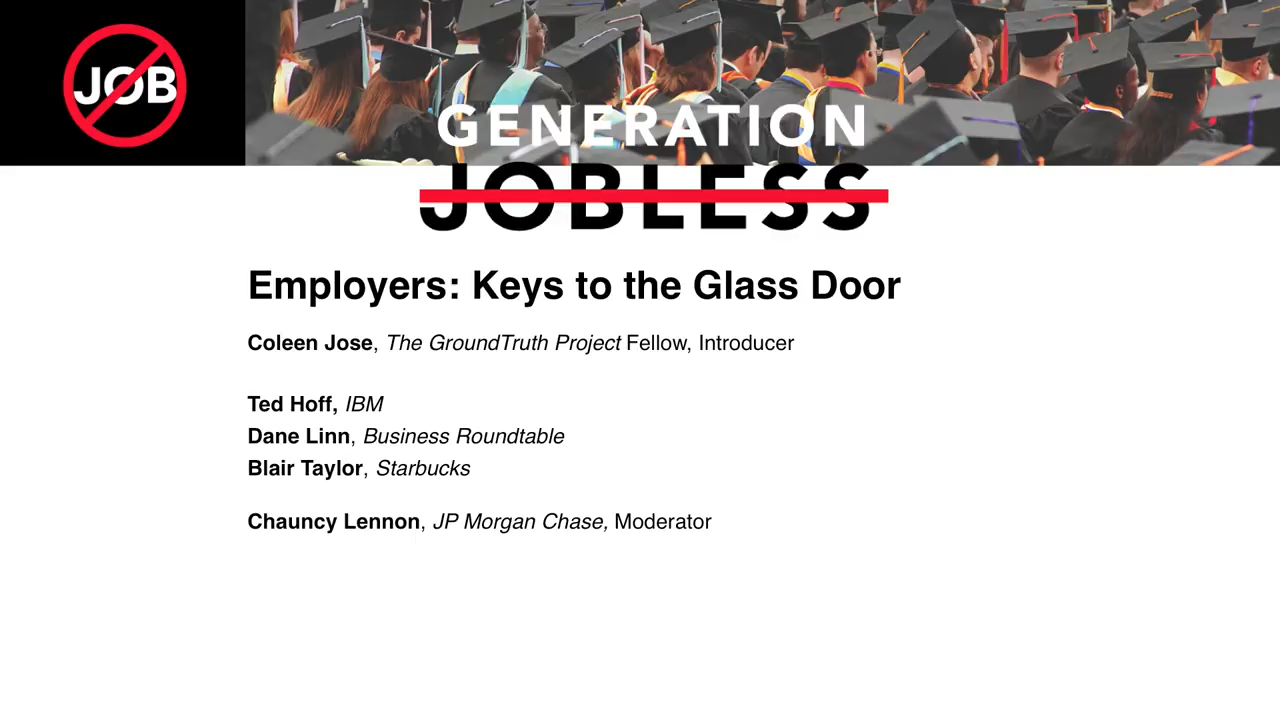 JOB
GENERATION
JOBLESS
Employers: Keys to the Glass Door
Coleen Jose, The GroundTruth Project Fellow, Introducer
Ted Hoff, IBM
Dane Linn, Business Roundtable
Blair Taylor, Starbucks
Chauncy Lennon, JP Morgan Chase, Moderator